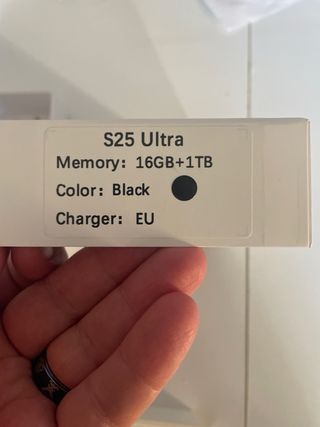 S25 Ultra
Memory: 16GB+1TB
Color: Black
Charger: EU